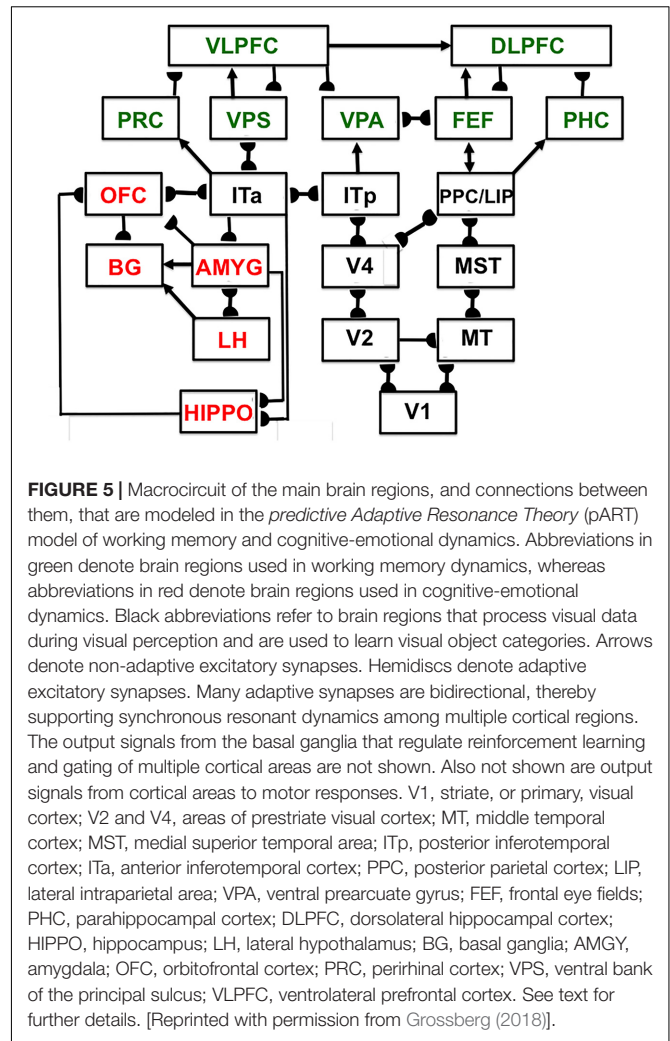 VLPFC DLPFC
PRC VPS VPA FEF PHC
OFC ITa ITp PPC/LIP
BG AMYG V4 MST
LH V2 MT
HIPPO V1
FIGURE 5 | Macrocircuit of the main brain regions, and connections between
them, that are modeled in the predictive Adaptive Resonance Theory (pART)
model of working memory and cognitive-emotional dynamics. Abbreviations in
green denote brain regions used in working memory dynamics, whereas
abbreviations in red denote brain regions used in cognitive-emotional
dynamics. Black abbreviations refer to brain regions that process visual data
during visual perception and are used to learn visual object categories. Arrows
denote non-adaptive excitatory synapses. Hemidiscs denote adaptive
excitatory synapses. Many adaptive synapses are bidirectional, thereby
supporting synchronous resonant dynamics among multiple cortical regions.
The output signals from the basal ganglia that regulate reinforcement learning
and gating of multiple cortical areas are not shown. Also not shown are output
signals from cortical areas to motor responses. V1, striate, or primary, visual
cortex; V2 and V4, areas of prestriate visual cortex; MT, middle temporal
cortex; MST, medial superior temporal area; ITp, posterior inferotemporal
cortex; ITa, anterior inferotemporal cortex; PPC, posterior parietal cortex; LIP,
lateral intraparietal area; VPA, ventral prearcuate gyrus; FEF, frontal eye fields;
PHC, parahippocampal cortex; DLPFC, dorsolateral hippocampal cortex;
HIPPO, hippocampus; LH, lateral hypothalamus; BG, basal ganglia; AMGY,
amygdala; OFC, orbitofrontal cortex; PRC, perirhinal cortex; VPS, ventral bank
of the principal sulcus; VLPFC, ventrolateral prefrontal cortex. See text for
further details. [Reprinted with permission from Grossberg (2018)].